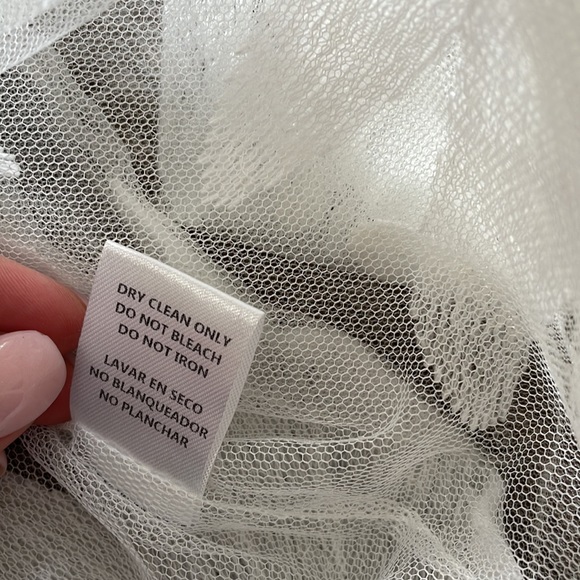 DRY CLEAN ONLY
DO NOT BLEACH
DO NOT IRON
LAVAR EN SECO
NO BLANQUEADOR
NO PLANCHAR